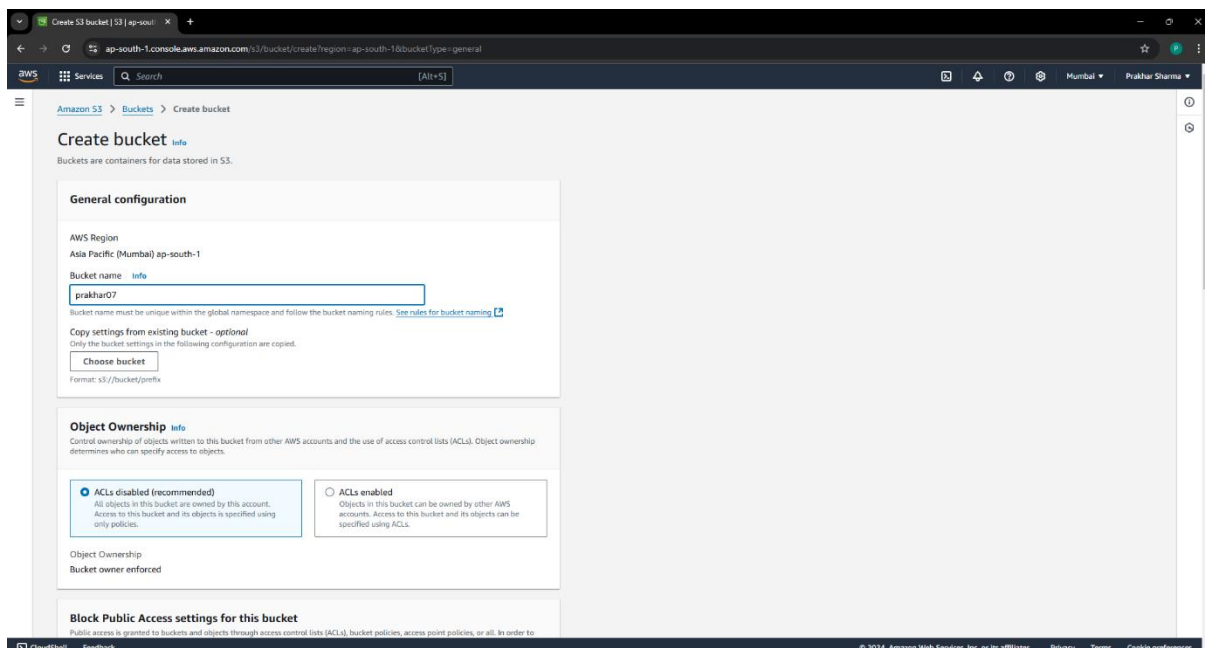 Create S3 bucket | S3 | ap-sout
ap-south-1.console.aws.amazon.com/s3/bucket/create?region=ap-south-1&bucketType=general
aws
Services
Search
[Alt+S]
Mumbai
Prakhar Sharma
Amazon S3 > Buckets > Create bucket
Create bucket Info
Buckets are containers for data stored in S3.
General configuration
AWS Region
Asia Pacific (Mumbai) ap-south-1
Bucket name Info
prakhar07
Bucket name must be unique within the global namespace and follow the bucket naming rules. See rules for bucket naming
Copy settings from existing bucket - optional
Only the bucket settings in the following configuration are copied.
Choose bucket
Format: s3://bucket/prefix
Object Ownership Info
Control ownership of objects written to this bucket from other AWS accounts and the use of access control lists (ACLs). Object ownership
determines who can specify access to objects.
ACLs disabled (recommended)
All objects in this bucket are owned by this account.
Access to this bucket and its objects is specified using
only policies.
ACLs enabled
Objects in this bucket can be owned by other AWS
accounts. Access to this bucket and its objects can be
specified using ACLs.
Object Ownership
Bucket owner enforced
Block Public Access settings for this bucket
Public access is granted to buckets and objects through access control lists (ACLs), bucket policies, access point policies, or all. In order to
CloudShell Feedback
© 2024, Amazon Web Services, Inc. or its affiliates. Privacy Terms Cookie preferences